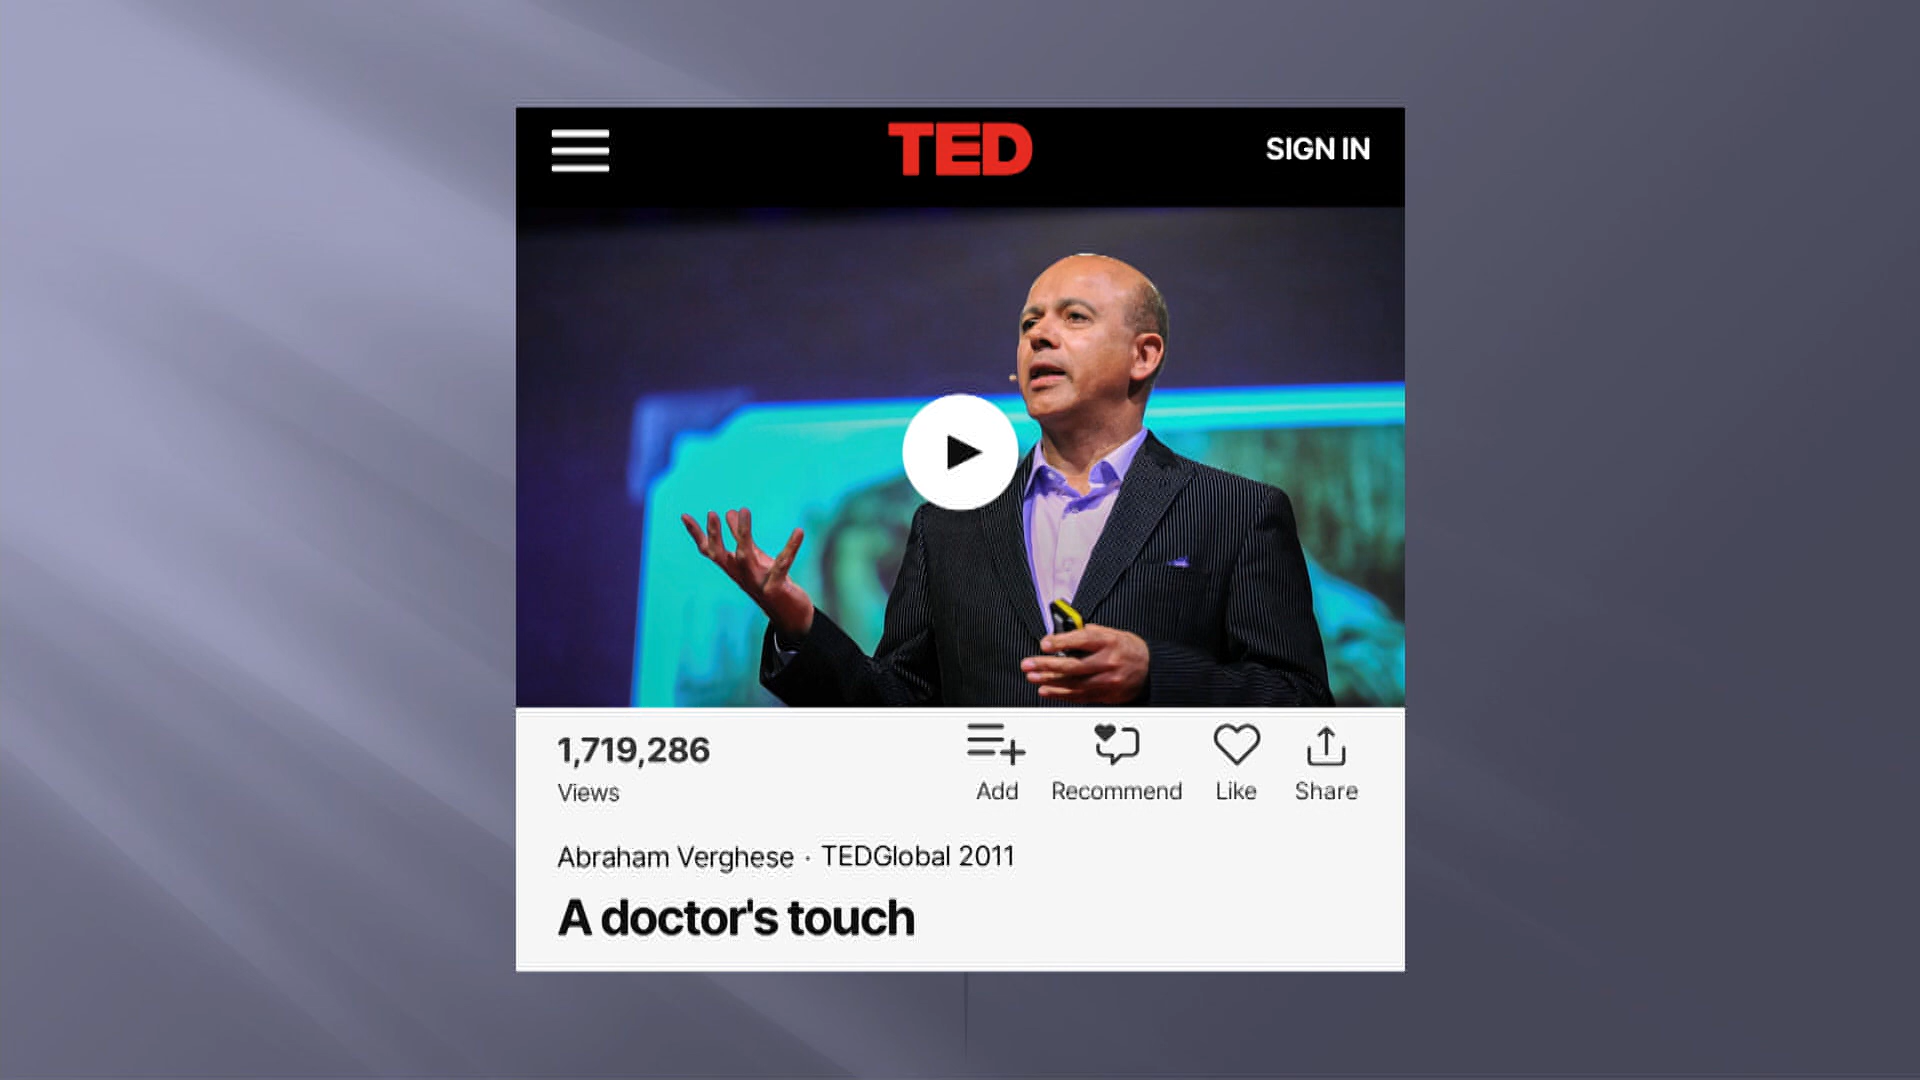 TED
SIGN IN
1,719,286
Views
Add
Recommend
Like
Share
Abraham Verghese · TEDGlobal 2011
A doctor's touch